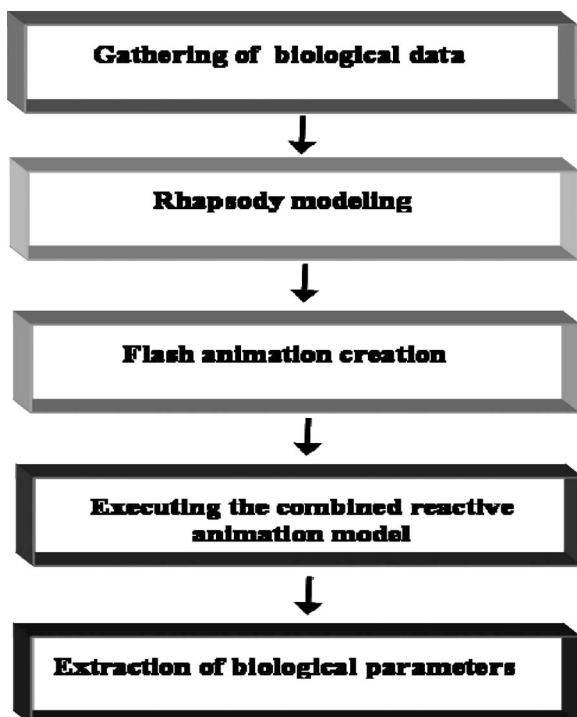 Gathering of biological data
Rhapsody modeling
Flash animation creation
Executing the combined reactive
animation model
Extraction of biological parameters